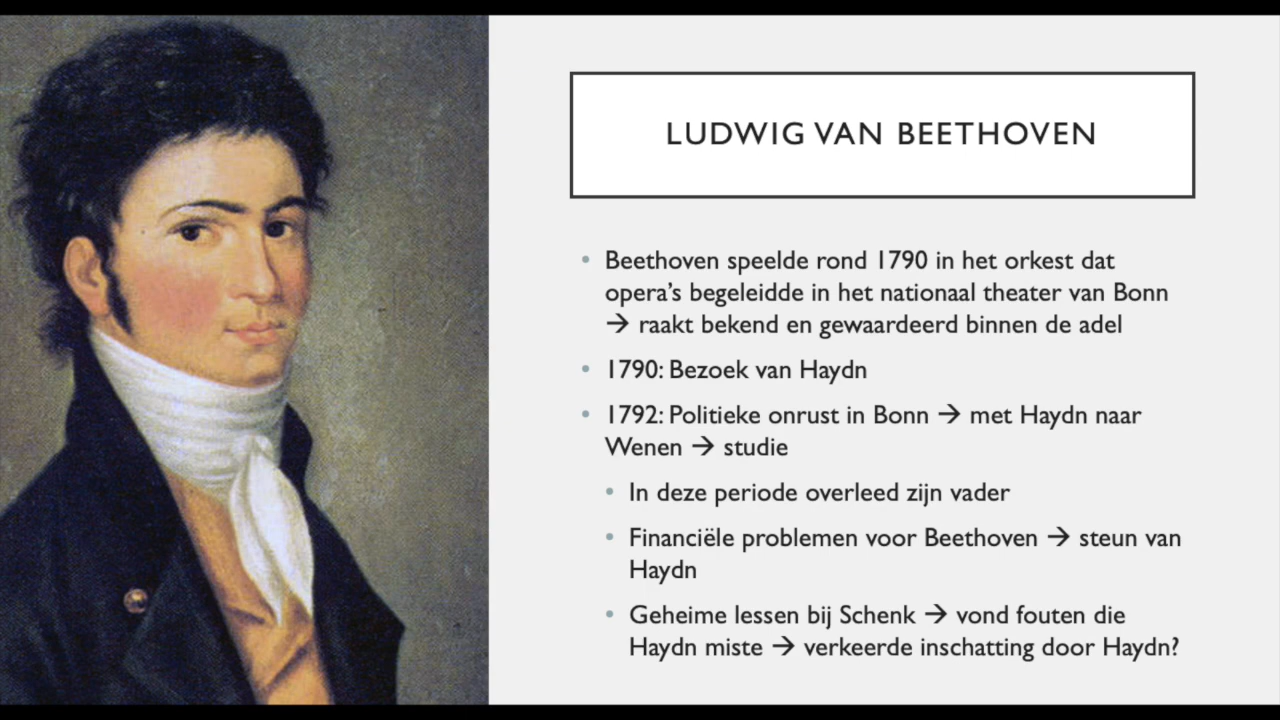 LUDWIG VAN BEETHOVEN
• Beethoven speelde rond 1790 in het orkest dat
opera’s begeleidde in het nationaal theater van Bonn
→ raakt bekend en gewaardeerd binnen de adel
• 1790: Bezoek van Haydn
• 1792: Politieke onrust in Bonn → met Haydn naar
Wenen → studie
• In deze periode overleed zijn vader
• Financiële problemen voor Beethoven → steun van
Haydn
• Geheime lessen bij Schenk → vond fouten die
Haydn miste → verkeerde inschatting door Haydn?